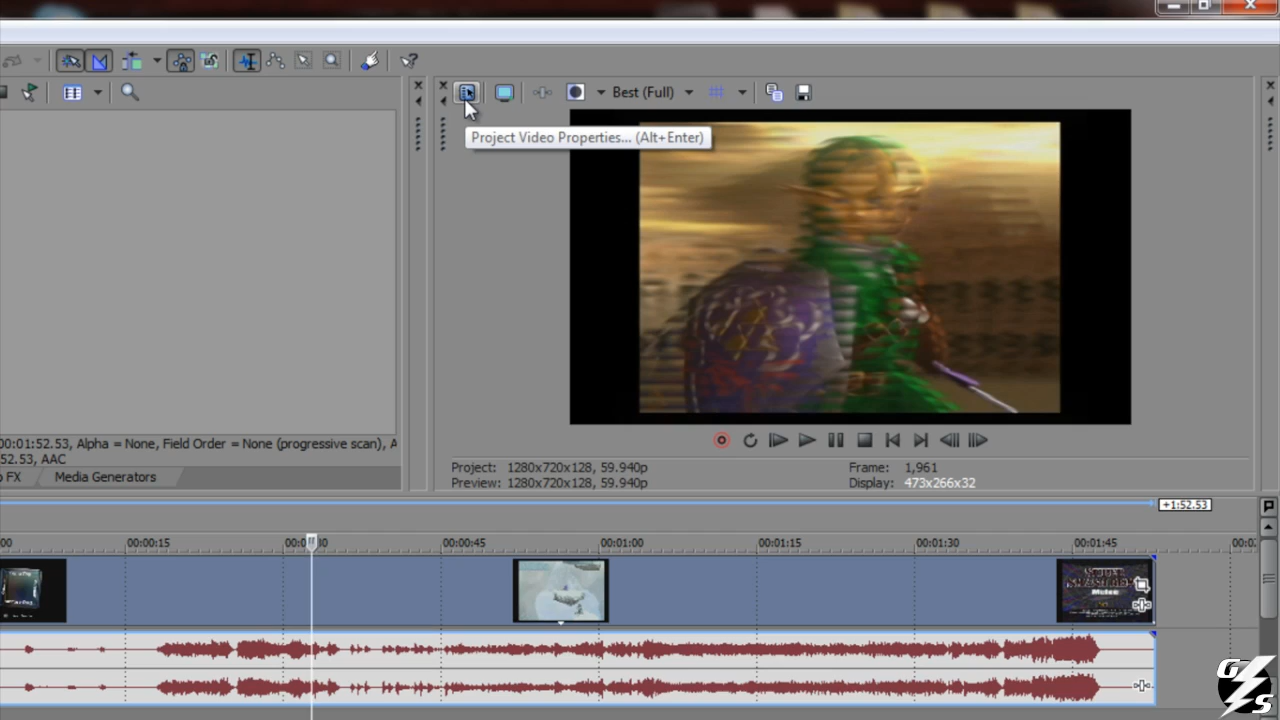 Best (Full)
Project Video Properties... (Alt+Enter)
00:01:52.53, Alpha = None, Field Order = None (progressive scan), A
52.53, AAC
FX
Media Generators
Project: 1280x720x128, 59.940p
Frame: 1,961
Preview: 1280x720x128, 59.940p
Display: 473x266x32
+1:52.53
00
00:00:15
00:00:45
00:01:00
00:01:15
00:01:30
00:01:45
Melee
G
S